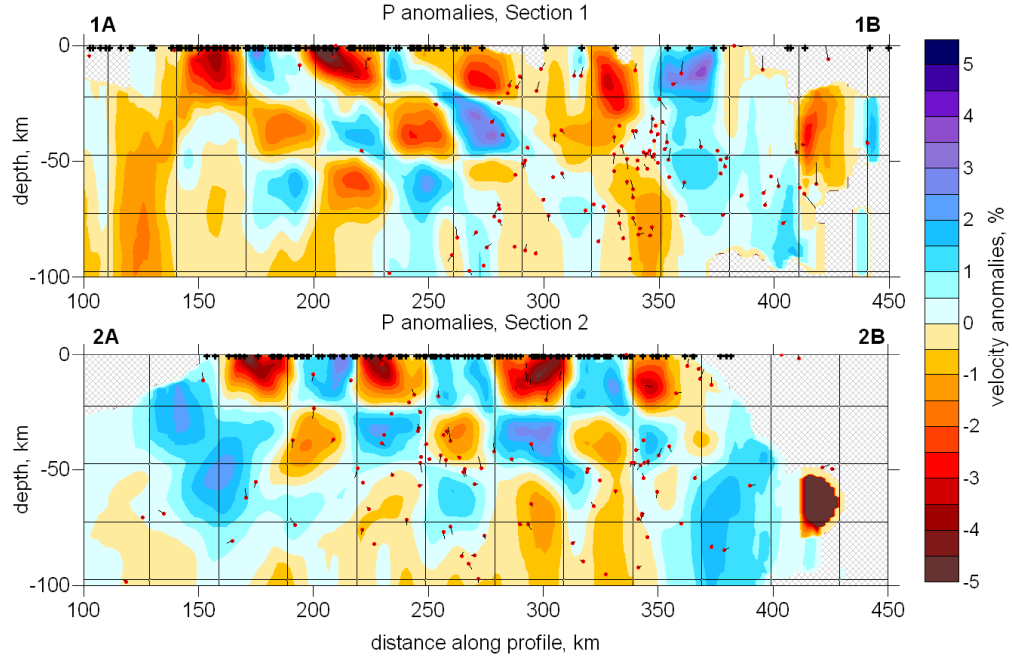 P anomalies, Section 1
1A 1B
0
-50
-100
depth, km
100 150 200 250 300 350 400 450
P anomalies, Section 2
2A 2B
0
-50
-100
depth, km
100 150 200 250 300 350 400 450
distance along profile, km
5
4
3
2
1
0
-1
-2
-3
-4
-5
velocity anomalies, %